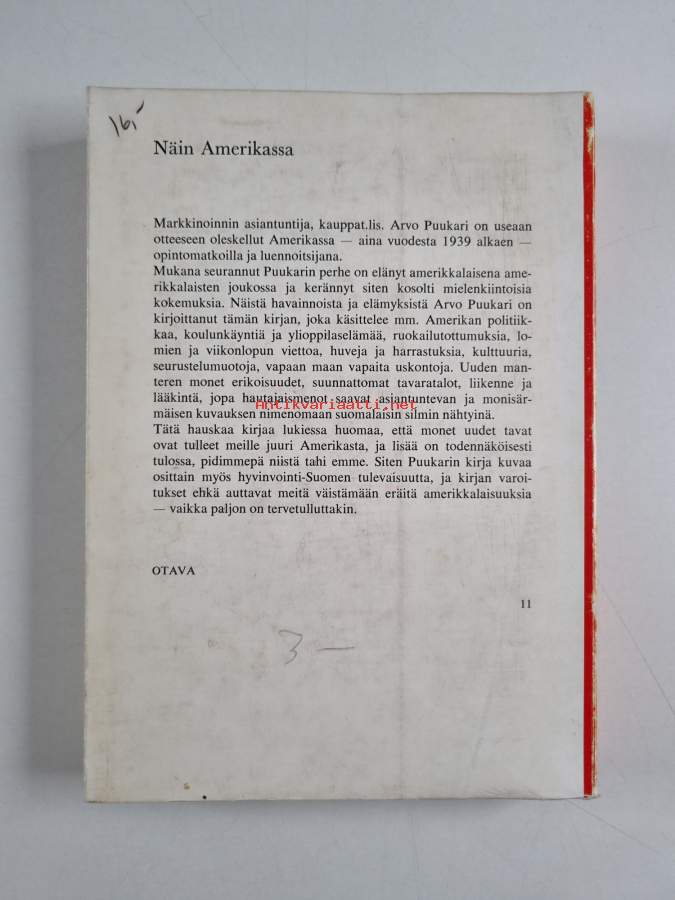 16,-
Näin Amerikassa
Markkinoinnin asiantuntija, kauppat.lis. Arvo Puukari on useaan
otteeseen oleskellut Amerikassa — aina vuodesta 1939 alkaen —
opintomatkoilla ja luennoitsijana.
Mukana seurannut Puukarin perhe on elänyt amerikkalaisena ame-
rikkalaisten joukossa ja kerännyt siten kosolti mielenkiintoisia
kokemuksia. Näistä havainnoista ja elämyksistä Arvo Puukari on
kirjoittanut tämän kirjan, joka käsittelee mm. Amerikan politiik-
kaa, koulunkäyntiä ja ylioppilaselämää, ruokailutottumuksia, lo-
mien ja viikonlopun viettoa, huveja ja harrastuksia, kulttuuria,
seurustelumuotoja, vapaan maan vapaita uskontoja. Uuden man-
teren monet erikoisuudet, suunnattomat tavaratalot, liikenne ja
lääkintä, jopa hautajaismenot saavat asiantuntevan ja monisär-
Antikvariaatti.net
mäisen kuvauksen nimenomaan suomalaisin silmin nähtyinä.
Tätä hauskaa kirjaa lukiessa huomaa, että monet uudet tavat
ovat tulleet meille juuri Amerikasta, ja lisää on todennäköisesti
tulossa, pidimmepä niistä tahi emme. Siten Puukarin kirja kuvaa
osittain myös hyvinvointi-Suomen tulevaisuutta, ja kirjan varoi-
tukset ehkä auttavat meitä väistämään eräitä amerikkalaisuuksia
— vaikka paljon on tervetulluttakin.
OTAVA
11
3 —